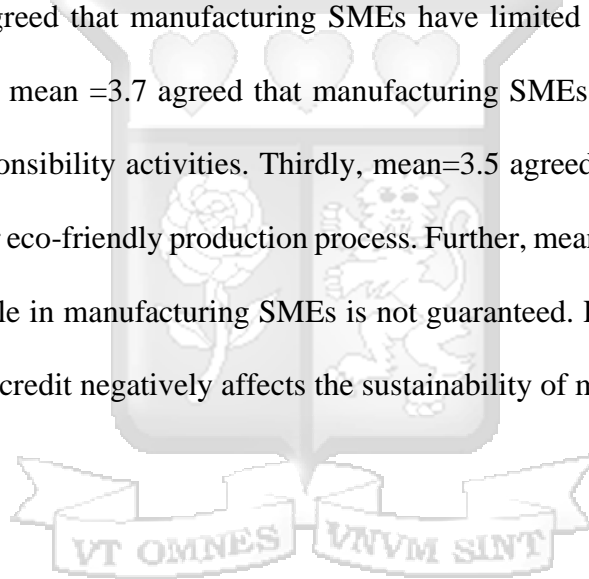 greed that manufacturing SMEs have limited
mean =3.7 agreed that manufacturing SMEs
onsibility activities. Thirdly, mean=3.5 agreed
eco-friendly production process. Further, mean
le in manufacturing SMEs is not guaranteed.
credit negatively affects the sustainability of
VT OMNES VNVM SINT